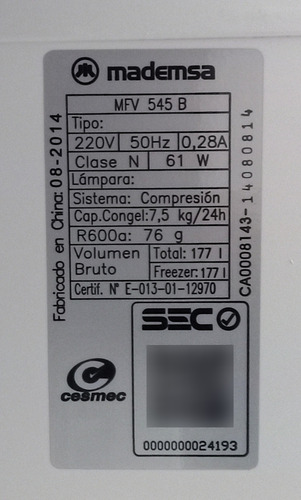 mademsa
MFV 545 B
Tipo:
220V 50Hz 0,28A
Clase N 61 W
Lámpara:
Sistema: Compresión
Cap.Congel:7,5 kg/24h
R600a: 76 g
Volumen Bruto Total: 177 l
Freezer: 177 l
Certif. N° E-013-01-12970
Fabricado en China: 08-2014
CA0008143-14080814
SEC
cesmec
0000000024193